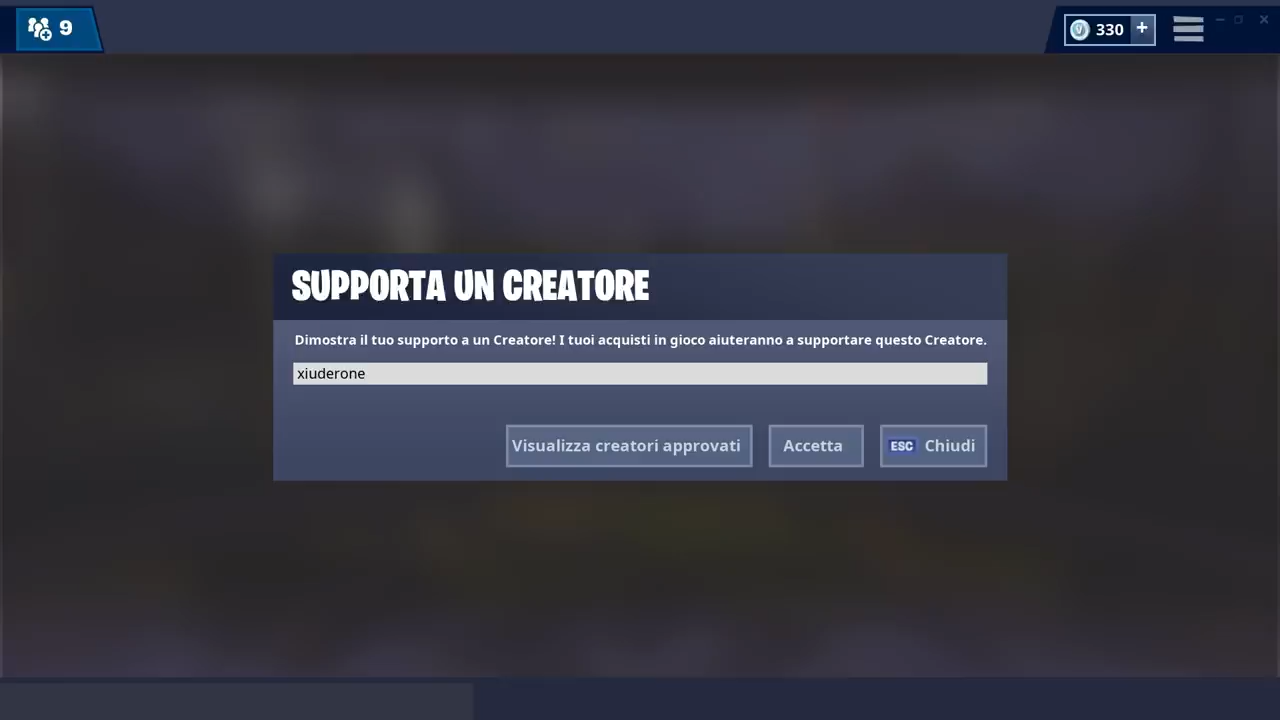 9
330 +
SUPPORTA UN CREATORE
Dimostra il tuo supporto a un Creatore! I tuoi acquisti in gioco aiuteranno a supportare questo Creatore.
xiuderone
Visualizza creatori approvati
Accetta
ESC Chiudi